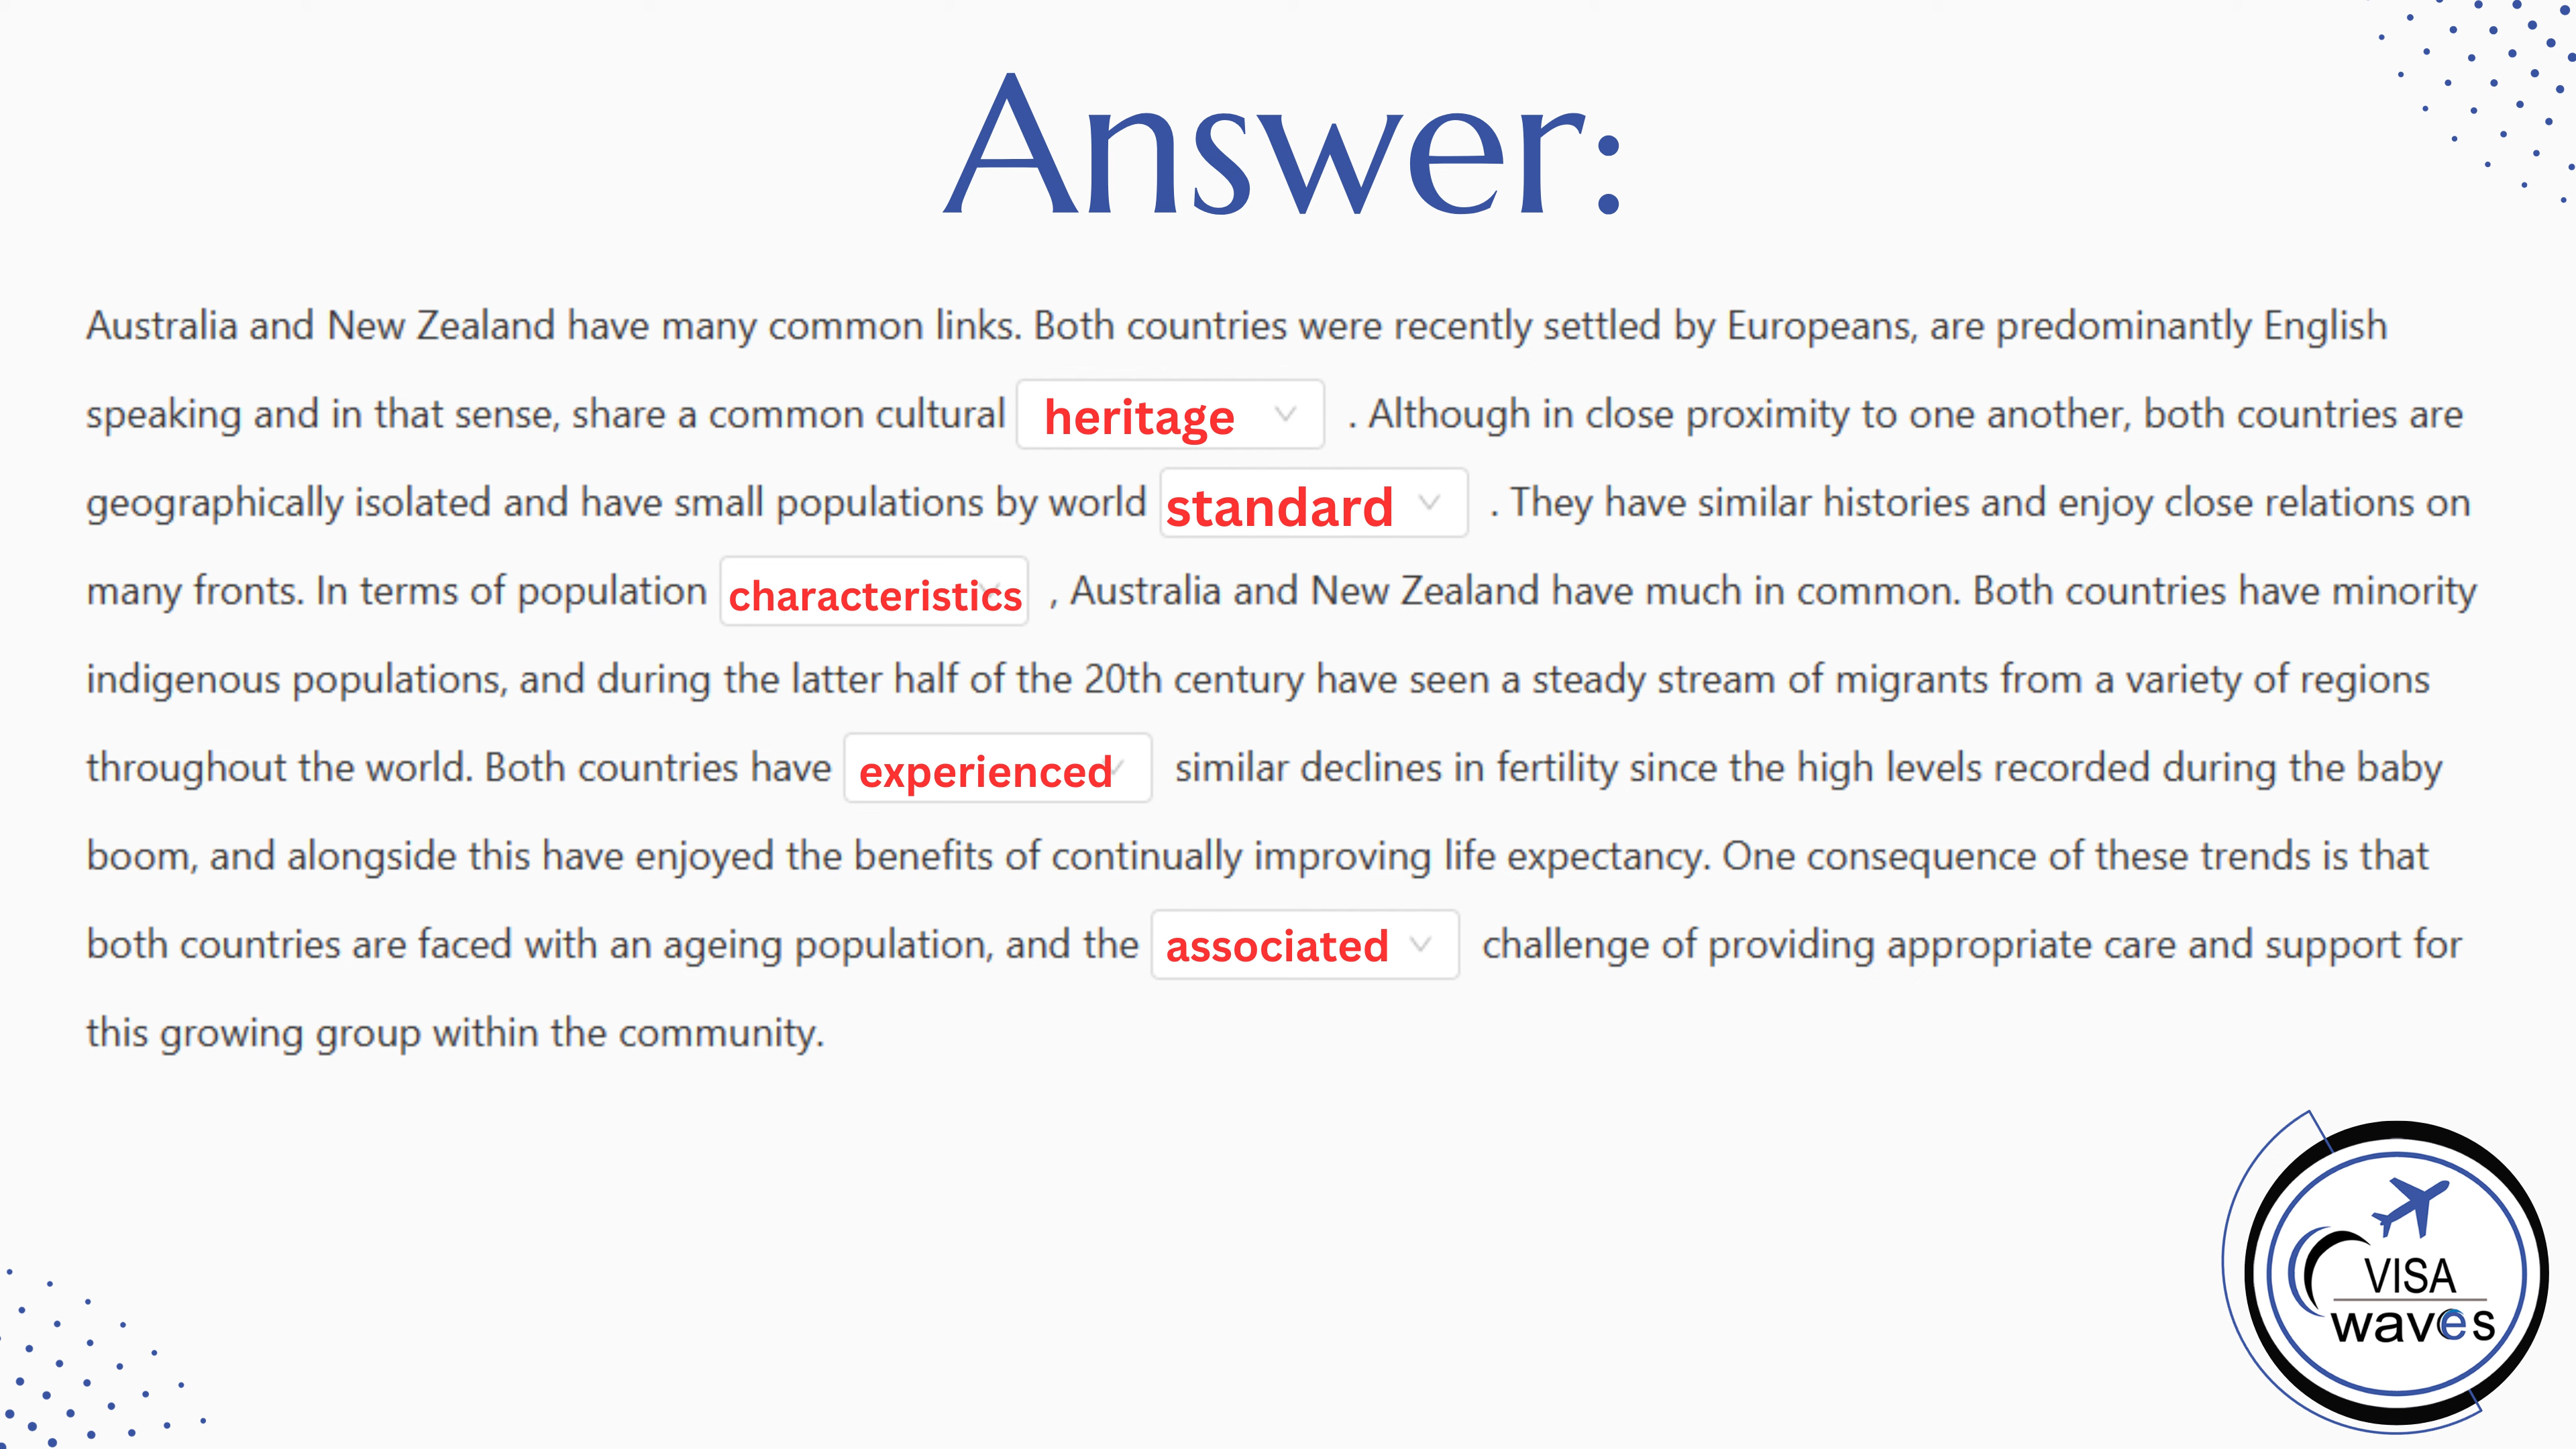 Answer:
Australia and New Zealand have many common links. Both countries were recently settled by Europeans, are predominantly English
speaking and in that sense, share a common cultural heritage . Although in close proximity to one another, both countries are
geographically isolated and have small populations by world standard . They have similar histories and enjoy close relations on
many fronts. In terms of population characteristics , Australia and New Zealand have much in common. Both countries have minority
indigenous populations, and during the latter half of the 20th century have seen a steady stream of migrants from a variety of regions
throughout the world. Both countries have experienced similar declines in fertility since the high levels recorded during the baby
boom, and alongside this have enjoyed the benefits of continually improving life expectancy. One consequence of these trends is that
both countries are faced with an ageing population, and the associated challenge of providing appropriate care and support for
this growing group within the community.
VISA
waves